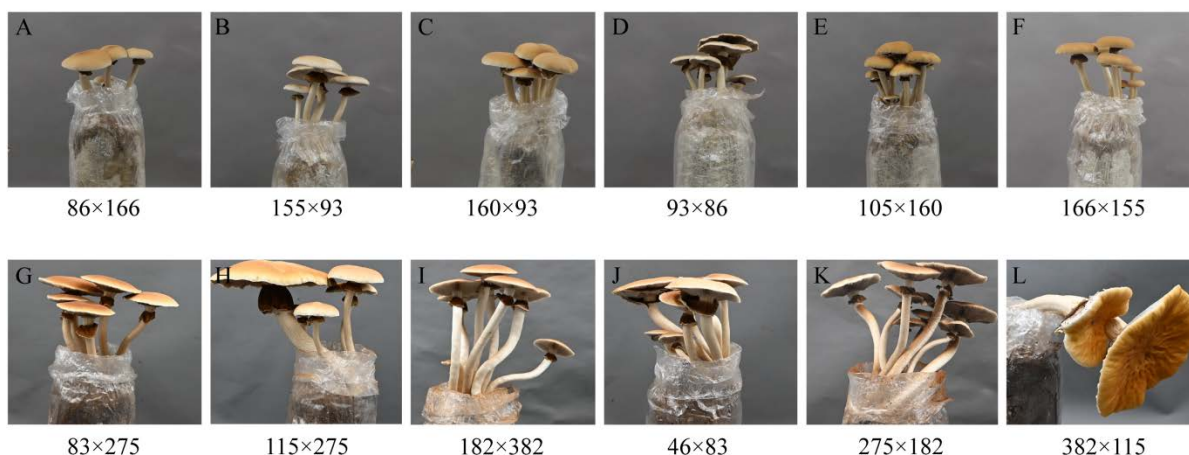 A B C D E F
86×166 155×93 160×93 93×86 105×160 166×155
G H I J K L
83×275 115×275 182×382 46×83 275×182 382×115